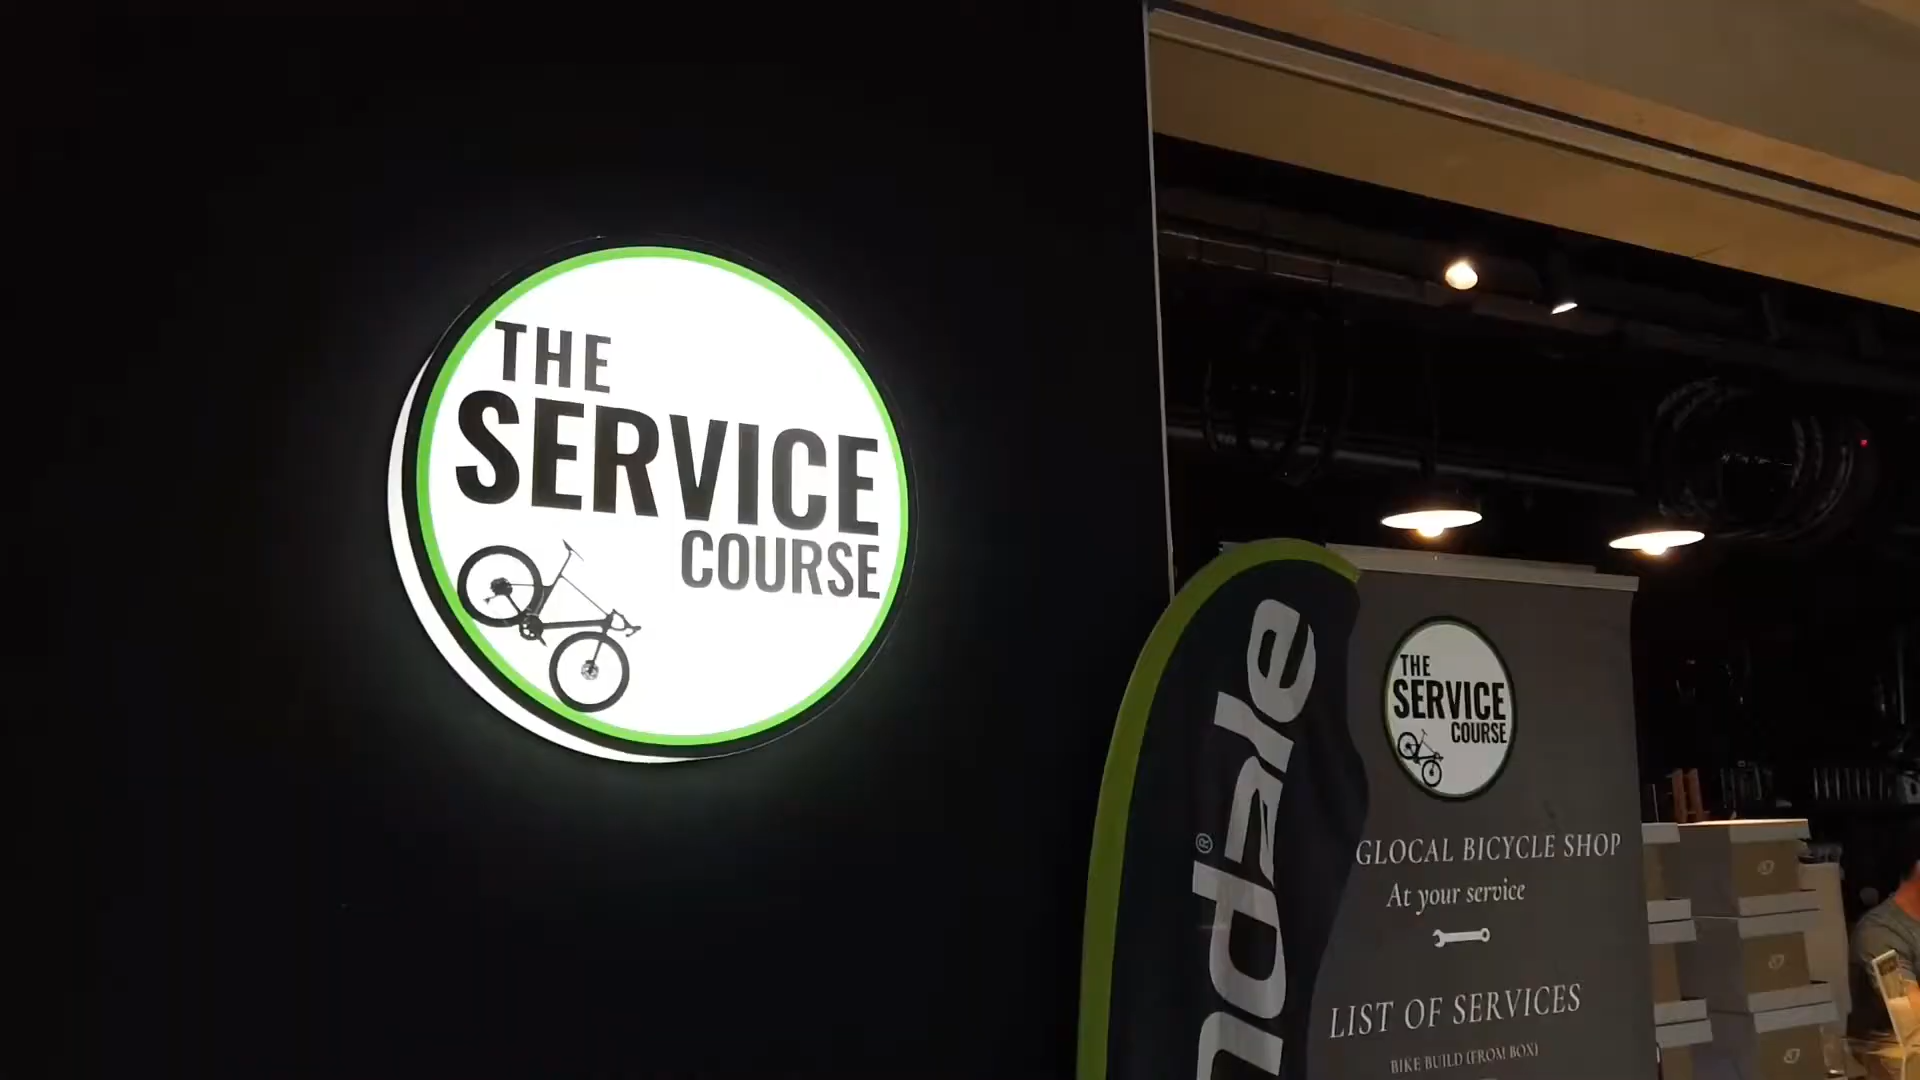 THE
SERVICE
COURSE
ndale
®
THE
SERVICE
COURSE
GLOCAL BICYCLE SHOP
At your service
LIST OF SERVICES
BIKE BUILD (FROM BOX)